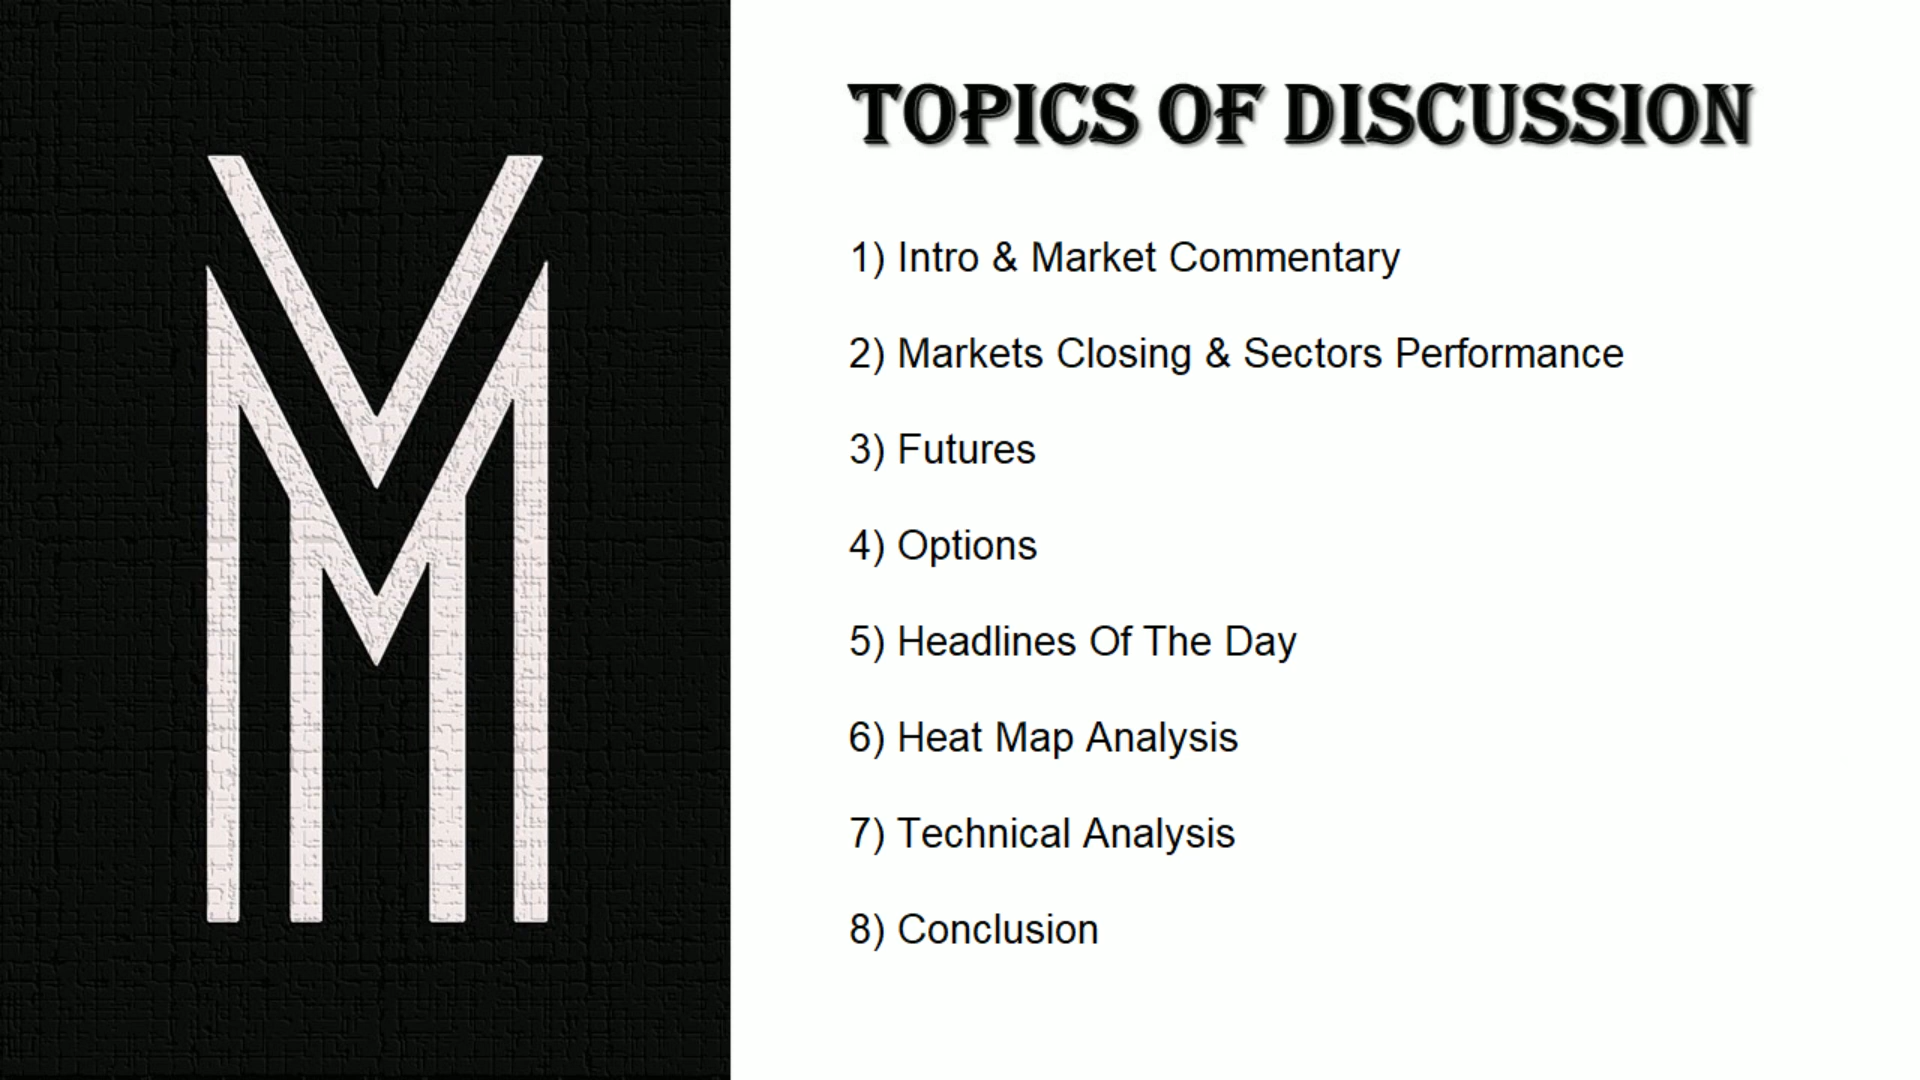 TOPICS OF DISCUSSION
1) Intro & Market Commentary
2) Markets Closing & Sectors Performance
3) Futures
4) Options
5) Headlines Of The Day
6) Heat Map Analysis
7) Technical Analysis
8) Conclusion